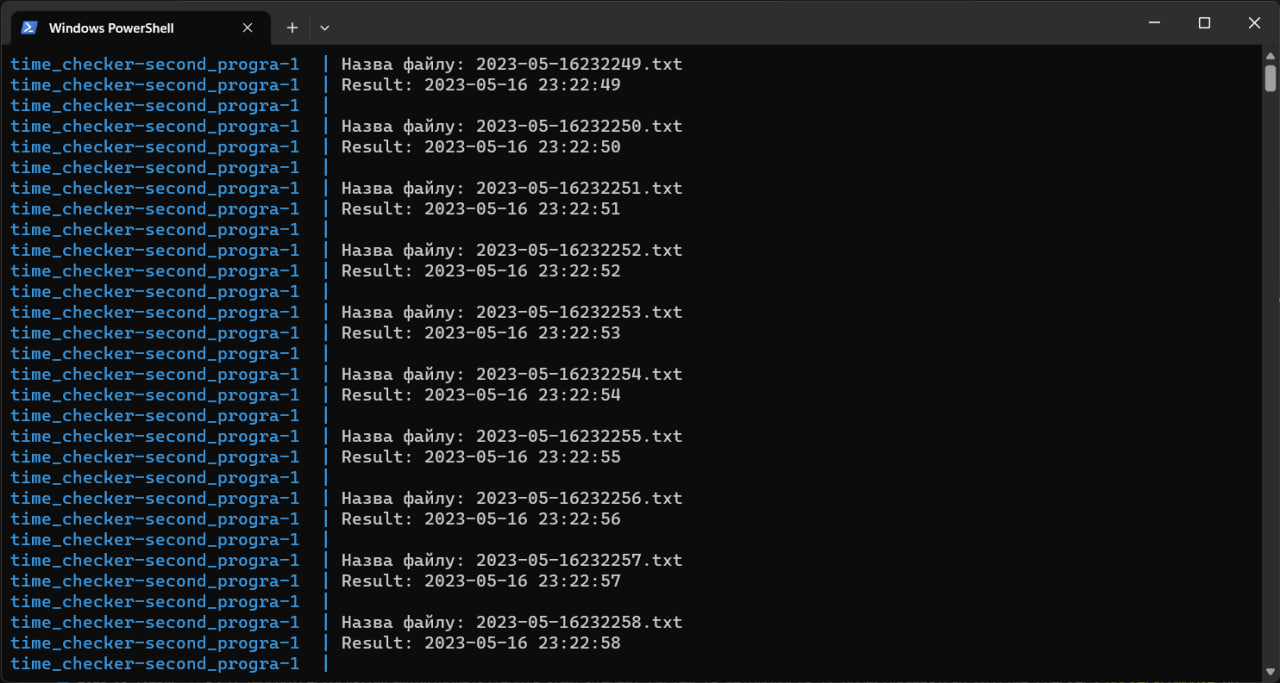 Windows PowerShell
time_checker-second_progra-1 | Назва файлу: 2023-05-16232249.txt
time_checker-second_progra-1 | Result: 2023-05-16 23:22:49
time_checker-second_progra-1 |
time_checker-second_progra-1 | Назва файлу: 2023-05-16232250.txt
time_checker-second_progra-1 | Result: 2023-05-16 23:22:50
time_checker-second_progra-1 |
time_checker-second_progra-1 | Назва файлу: 2023-05-16232251.txt
time_checker-second_progra-1 | Result: 2023-05-16 23:22:51
time_checker-second_progra-1 |
time_checker-second_progra-1 | Назва файлу: 2023-05-16232252.txt
time_checker-second_progra-1 | Result: 2023-05-16 23:22:52
time_checker-second_progra-1 |
time_checker-second_progra-1 | Назва файлу: 2023-05-16232253.txt
time_checker-second_progra-1 | Result: 2023-05-16 23:22:53
time_checker-second_progra-1 |
time_checker-second_progra-1 | Назва файлу: 2023-05-16232254.txt
time_checker-second_progra-1 | Result: 2023-05-16 23:22:54
time_checker-second_progra-1 |
time_checker-second_progra-1 | Назва файлу: 2023-05-16232255.txt
time_checker-second_progra-1 | Result: 2023-05-16 23:22:55
time_checker-second_progra-1 |
time_checker-second_progra-1 | Назва файлу: 2023-05-16232256.txt
time_checker-second_progra-1 | Result: 2023-05-16 23:22:56
time_checker-second_progra-1 |
time_checker-second_progra-1 | Назва файлу: 2023-05-16232257.txt
time_checker-second_progra-1 | Result: 2023-05-16 23:22:57
time_checker-second_progra-1 |
time_checker-second_progra-1 | Назва файлу: 2023-05-16232258.txt
time_checker-second_progra-1 | Result: 2023-05-16 23:22:58
time_checker-second_progra-1 |